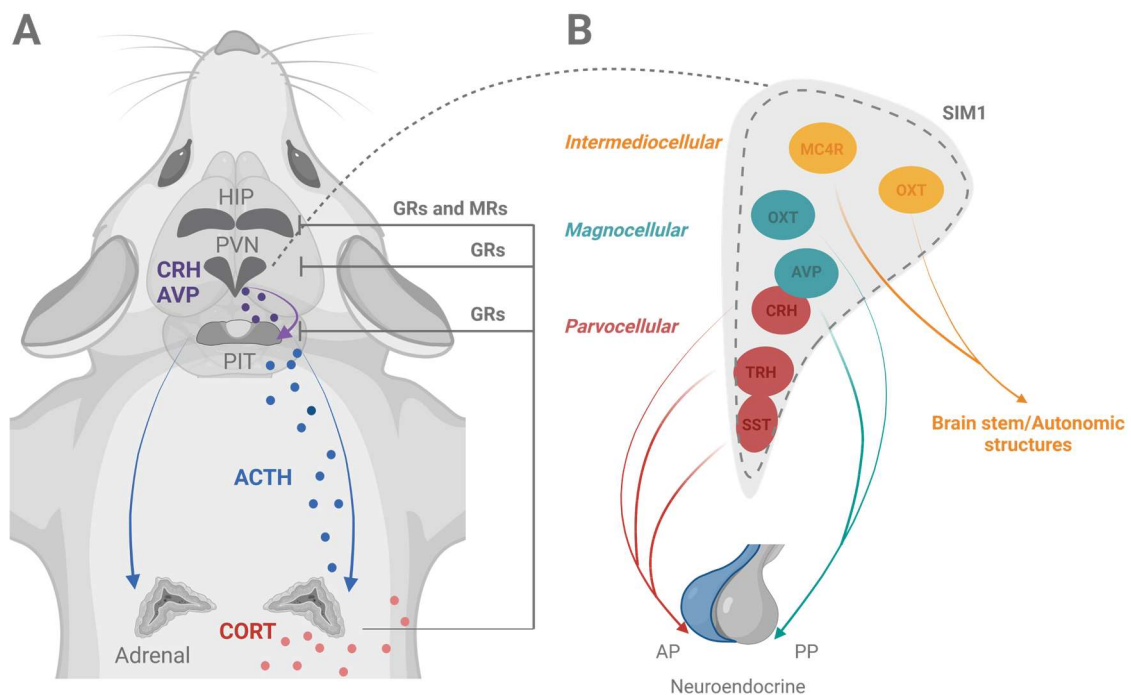 A
HIP
PVN
CRH
AVP
PIT
ACTH
CORT
Adrenal
GRs and MRs
GRs
GRs
B
SIM1
Intermediocellular
MC4R
OXT
Magnocellular
OXT
AVP
Parvocellular
CRH
TRH
SST
Brain stem/Autonomic
structures
AP
PP
Neuroendocrine